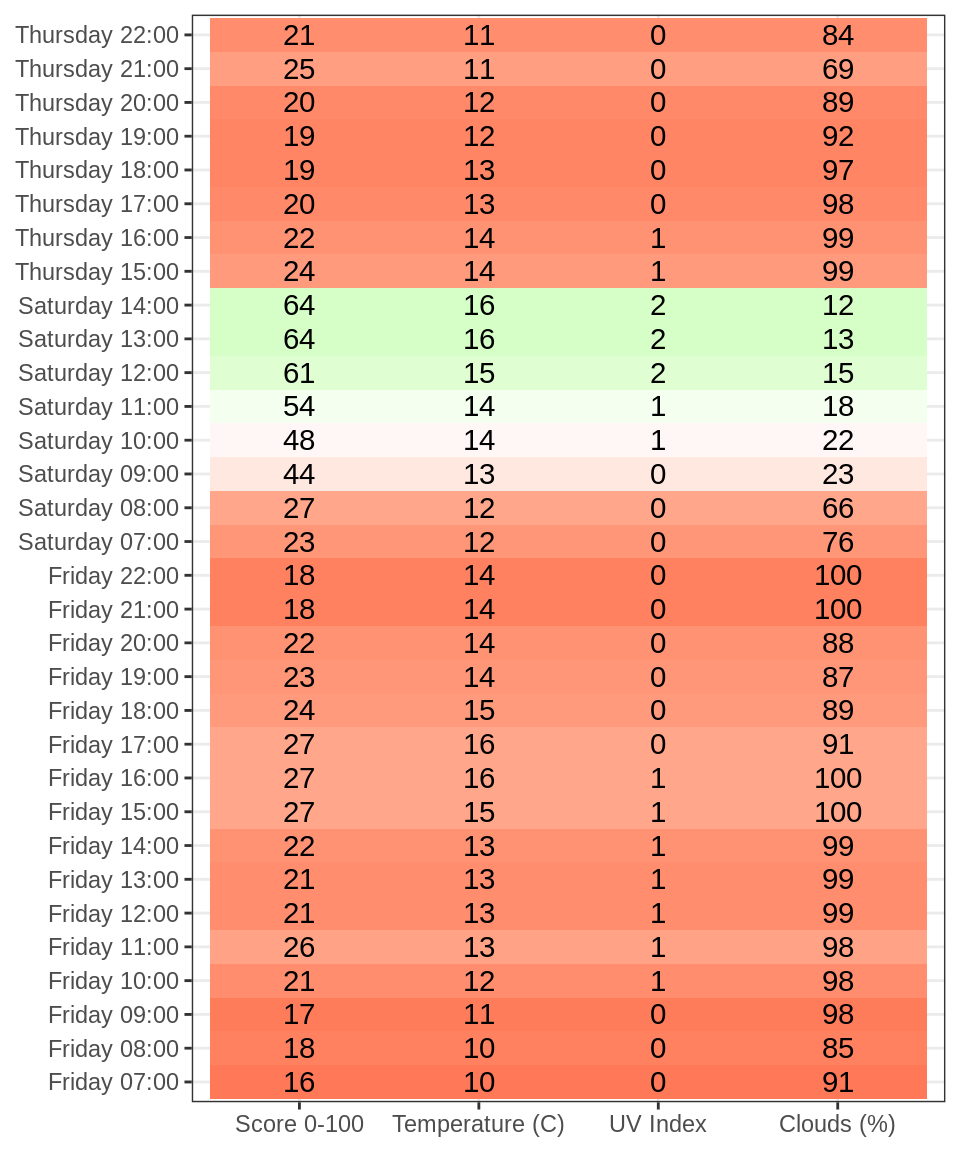 Thursday 22:00 21 11 0 84
Thursday 21:00 25 11 0 69
Thursday 20:00 20 12 0 89
Thursday 19:00 19 12 0 92
Thursday 18:00 19 13 0 97
Thursday 17:00 20 13 0 98
Thursday 16:00 22 14 1 99
Thursday 15:00 24 14 1 99
Saturday 14:00 64 16 2 12
Saturday 13:00 64 16 2 13
Saturday 12:00 61 15 2 15
Saturday 11:00 54 14 1 18
Saturday 10:00 48 14 1 22
Saturday 09:00 44 13 0 23
Saturday 08:00 27 12 0 66
Saturday 07:00 23 12 0 76
Friday 22:00 18 14 0 100
Friday 21:00 18 14 0 100
Friday 20:00 22 14 0 88
Friday 19:00 23 14 0 87
Friday 18:00 24 15 0 89
Friday 17:00 27 16 0 91
Friday 16:00 27 16 1 100
Friday 15:00 27 15 1 100
Friday 14:00 22 13 1 99
Friday 13:00 21 13 1 99
Friday 12:00 21 13 1 99
Friday 11:00 26 13 1 98
Friday 10:00 21 12 1 98
Friday 09:00 17 11 0 98
Friday 08:00 18 10 0 85
Friday 07:00 16 10 0 91
Score 0-100 Temperature (C) UV Index Clouds (%)